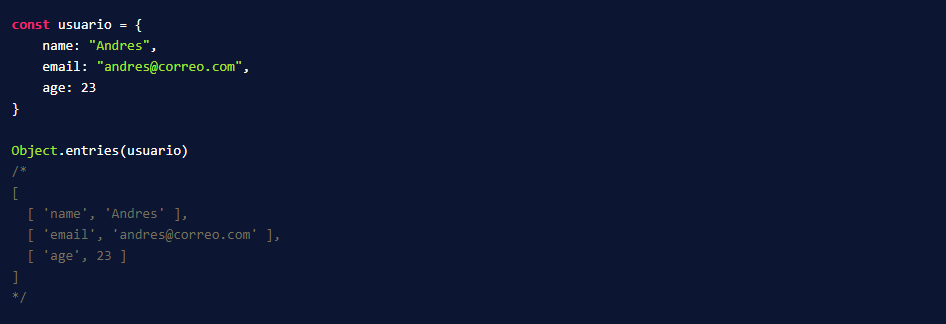 const usuario = {
    name: "Andres",
    email: "andres@correo.com",
    age: 23
}

Object.entries(usuario)
/*
[
  [ 'name', 'Andres' ],
  [ 'email', 'andres@correo.com' ],
  [ 'age', 23 ]
]
*/